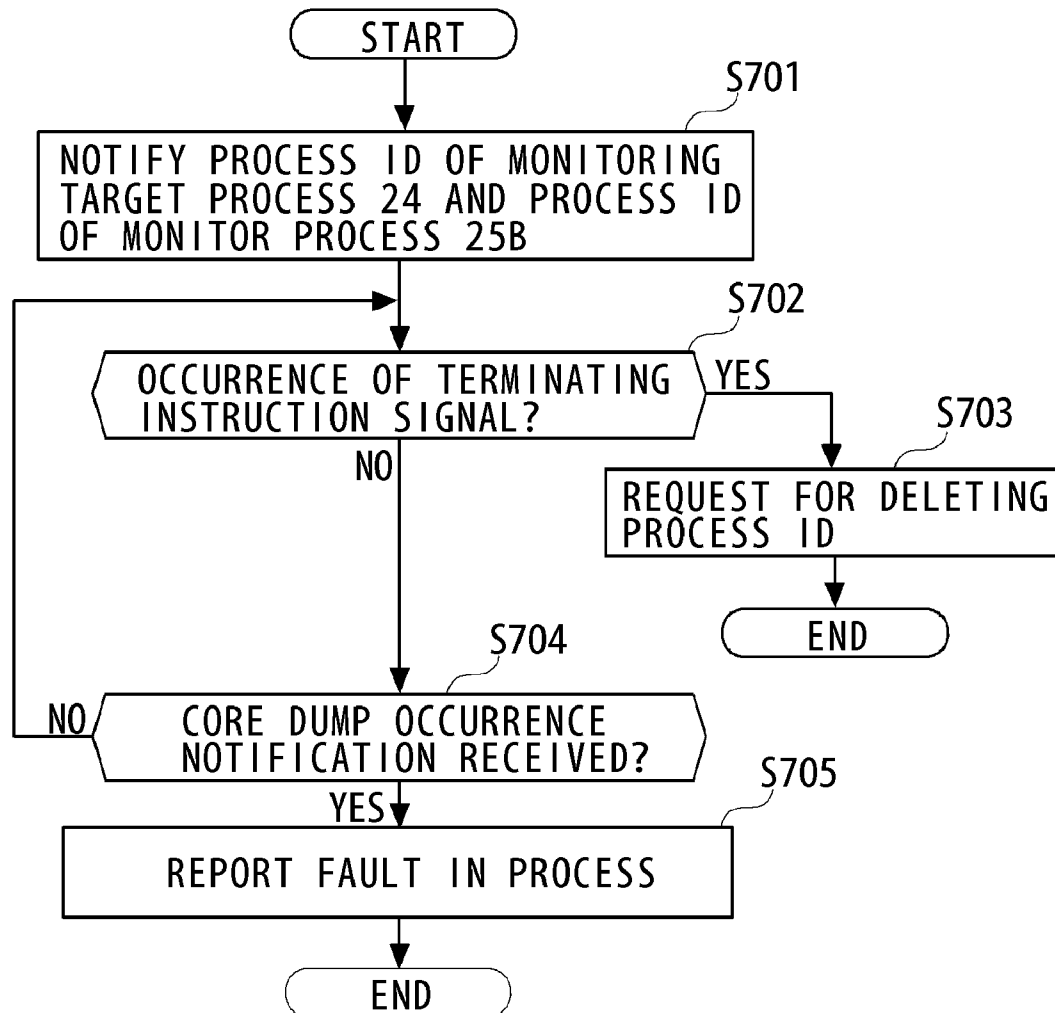 START
S701
NOTIFY PROCESS ID OF MONITORING
TARGET PROCESS 24 AND PROCESS ID
OF MONITOR PROCESS 25B
S702
OCCURRENCE OF TERMINATING
INSTRUCTION SIGNAL?
YES
NO
S703
REQUEST FOR DELETING
PROCESS ID
END
S704
NO
CORE DUMP OCCURRENCE
NOTIFICATION RECEIVED?
YES
S705
REPORT FAULT IN PROCESS
END